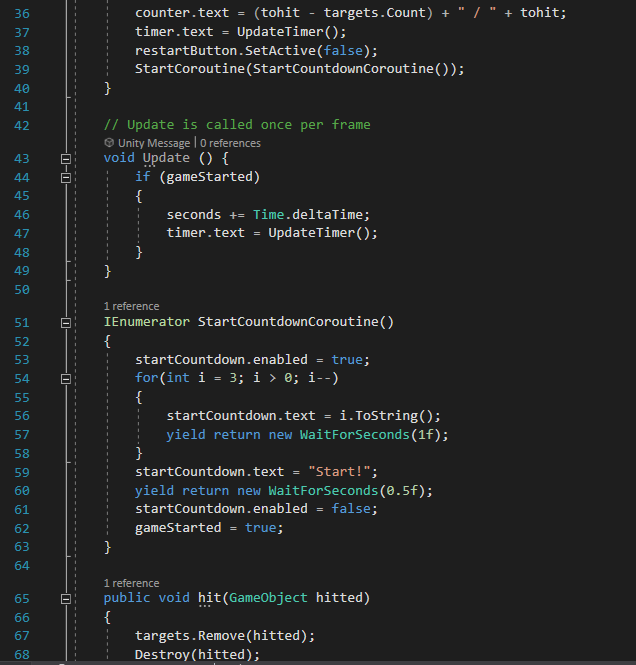 36 counter.text = (tohit - targets.Count) + " / " + tohit;
37 timer.text = UpdateTimer();
38 restartButton.SetActive(false);
39 StartCoroutine(StartCountdownCoroutine());
40 }
41
42 // Update is called once per frame
Unity Message | 0 references
43 void Update () {
44 if (gameStarted)
45 {
46 seconds += Time.deltaTime;
47 timer.text = UpdateTimer();
48 }
49 }
50
1 reference
51 IEnumerator StartCountdownCoroutine()
52 {
53 startCountdown.enabled = true;
54 for(int i = 3; i > 0; i--)
55 {
56 startCountdown.text = i.ToString();
57 yield return new WaitForSeconds(1f);
58 }
59 startCountdown.text = "Start!";
60 yield return new WaitForSeconds(0.5f);
61 startCountdown.enabled = false;
62 gameStarted = true;
63 }
64
1 reference
65 public void hit(GameObject hitted)
66 {
67 targets.Remove(hitted);
68 Destroy(hitted);